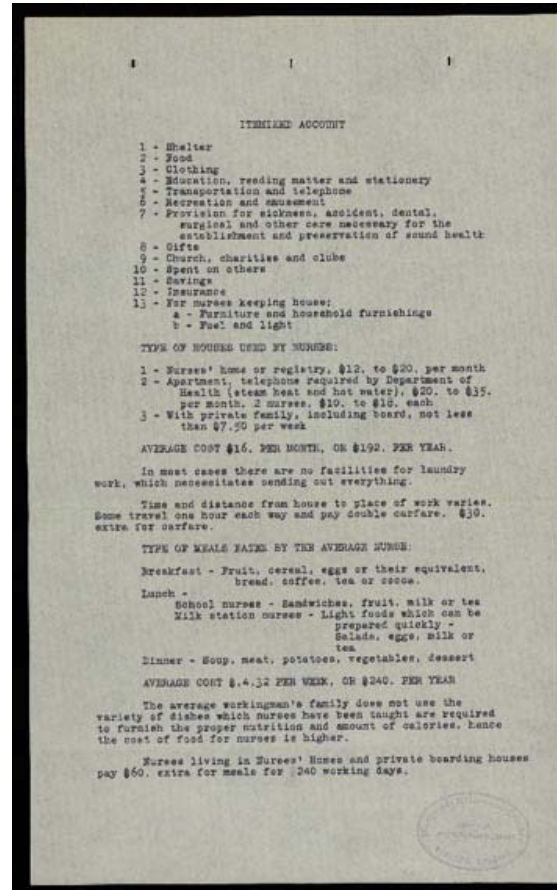 ITEMIZED ACCOUNT
1 - Shelter
2 - Food
3 - Clothing
4 - Education, reading matter and stationery
5 - Transportation and telephone
6 - Recreation and amusement
7 - Provision for sickness, accident, dental,
surgical and other care necessary for the
establishment and preservation of sound health
8 - Gifts
9 - Church, charities and clubs
10 - Spent on others
11 - Savings
12 - Insurance
13 - For nurses keeping house;
a - Furniture and household furnishings
b - Fuel and light
TYPE OF HOUSES USED BY NURSES:
1 - Nurses' home or registry, $12. to $20. per month
2 - Apartment, telephone required by Department of
Health (steam heat and hot water), $20. to $35.
per month, 2 nurses, $10. to $18. each
3 - With private family, including board, not less
than $7.50 per week
AVERAGE COST $16. PER MONTH, OR $192. PER YEAR.
In most cases there are no facilities for laundry
work, which necessitates sending out everything.
Time and distance from house to place of work varies.
Some travel one hour each way and pay double carfare. $30.
extra for carfare.
TYPE OF MEALS EATEN BY THE AVERAGE NURSE:
Breakfast - Fruit, cereal, eggs or their equivalent,
bread, coffee, tea or cocoa.
Lunch -
School nurses - Sandwiches, fruit, milk or tea
Milk station nurses - Light foods which can be
prepared quickly -
Salads, eggs, milk or
tea
Dinner - Soup, meat, potatoes, vegetables, dessert
AVERAGE COST $.4.32 PER WEEK, OR $240. PER YEAR
The average workingman's family does not use the
variety of dishes which nurses have been taught are required
to furnish the proper nutrition and amount of calories, hence
the cost of food for nurses is higher.
Nurses living in Nurses' Homes and private boarding houses
pay $60. extra for meals for 240 working days.